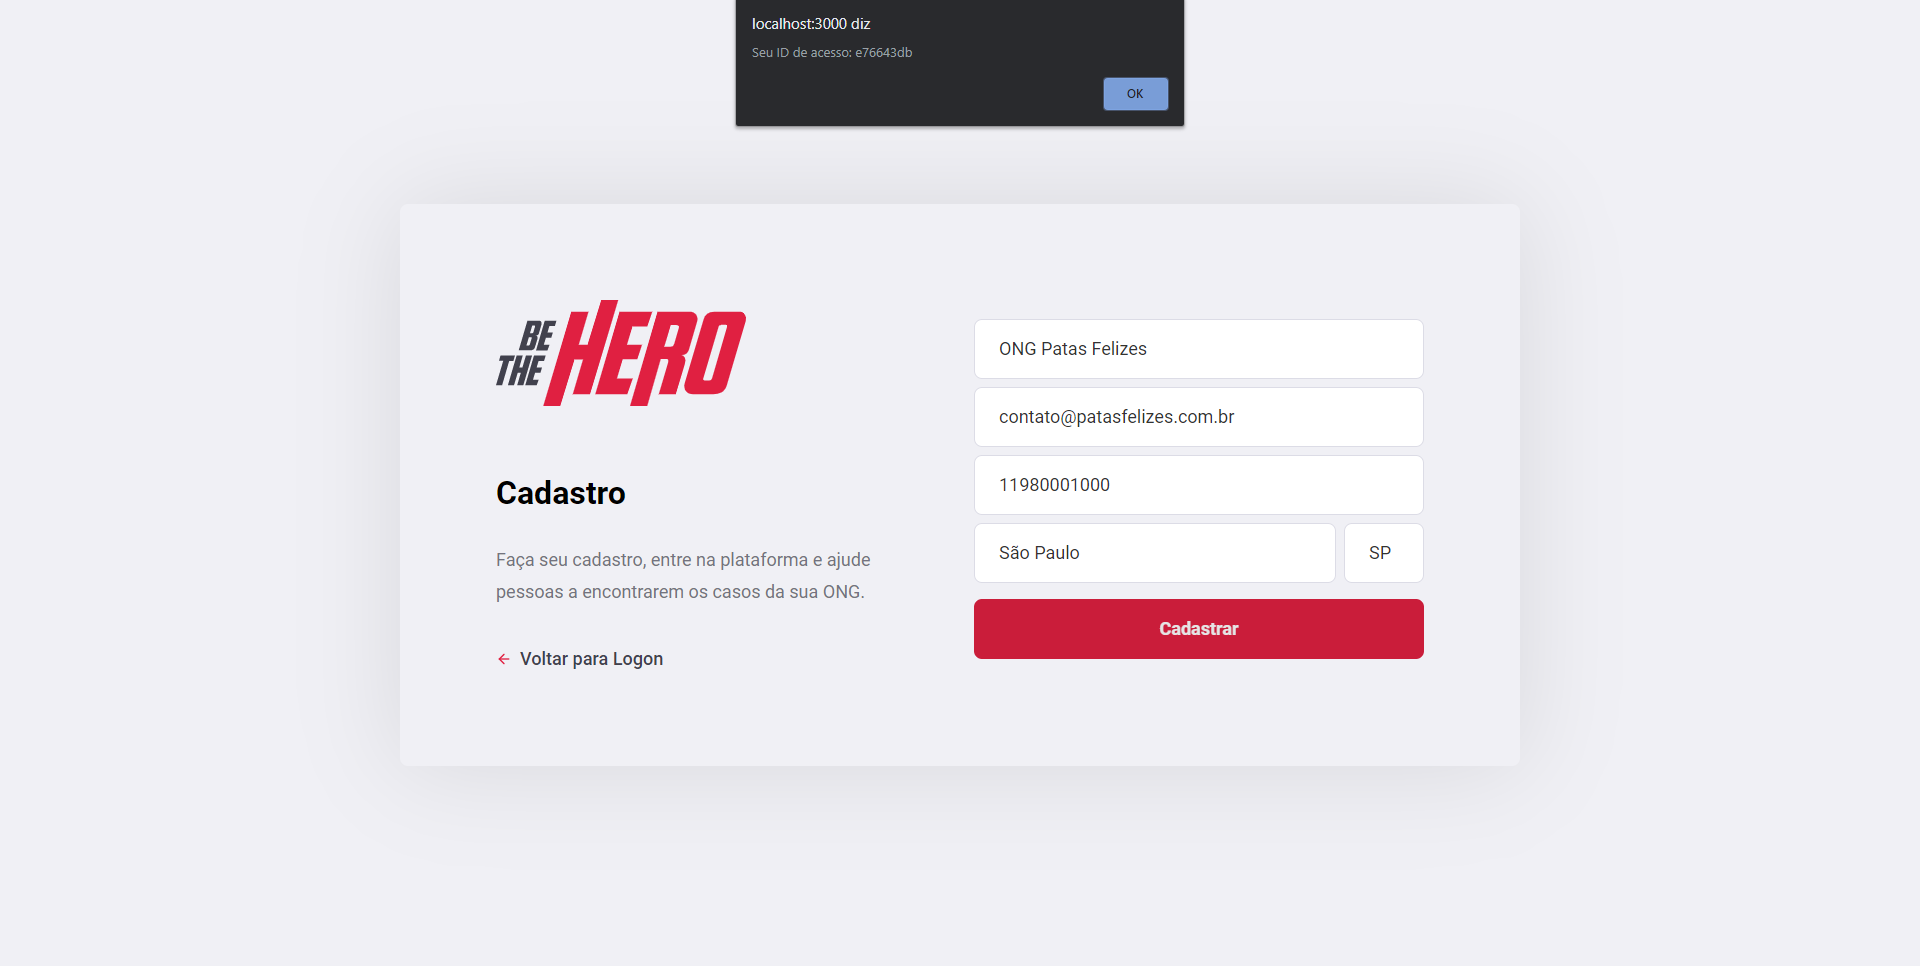 localhost:3000 diz
Seu ID de acesso: e76643db
OK
BE
THE
HERO
Cadastro
Faça seu cadastro, entre na plataforma e ajude
pessoas a encontrarem os casos da sua ONG.
Voltar para Logon
ONG Patas Felizes
contato@patasfelizes.com.br
11980001000
São Paulo
SP
Cadastrar